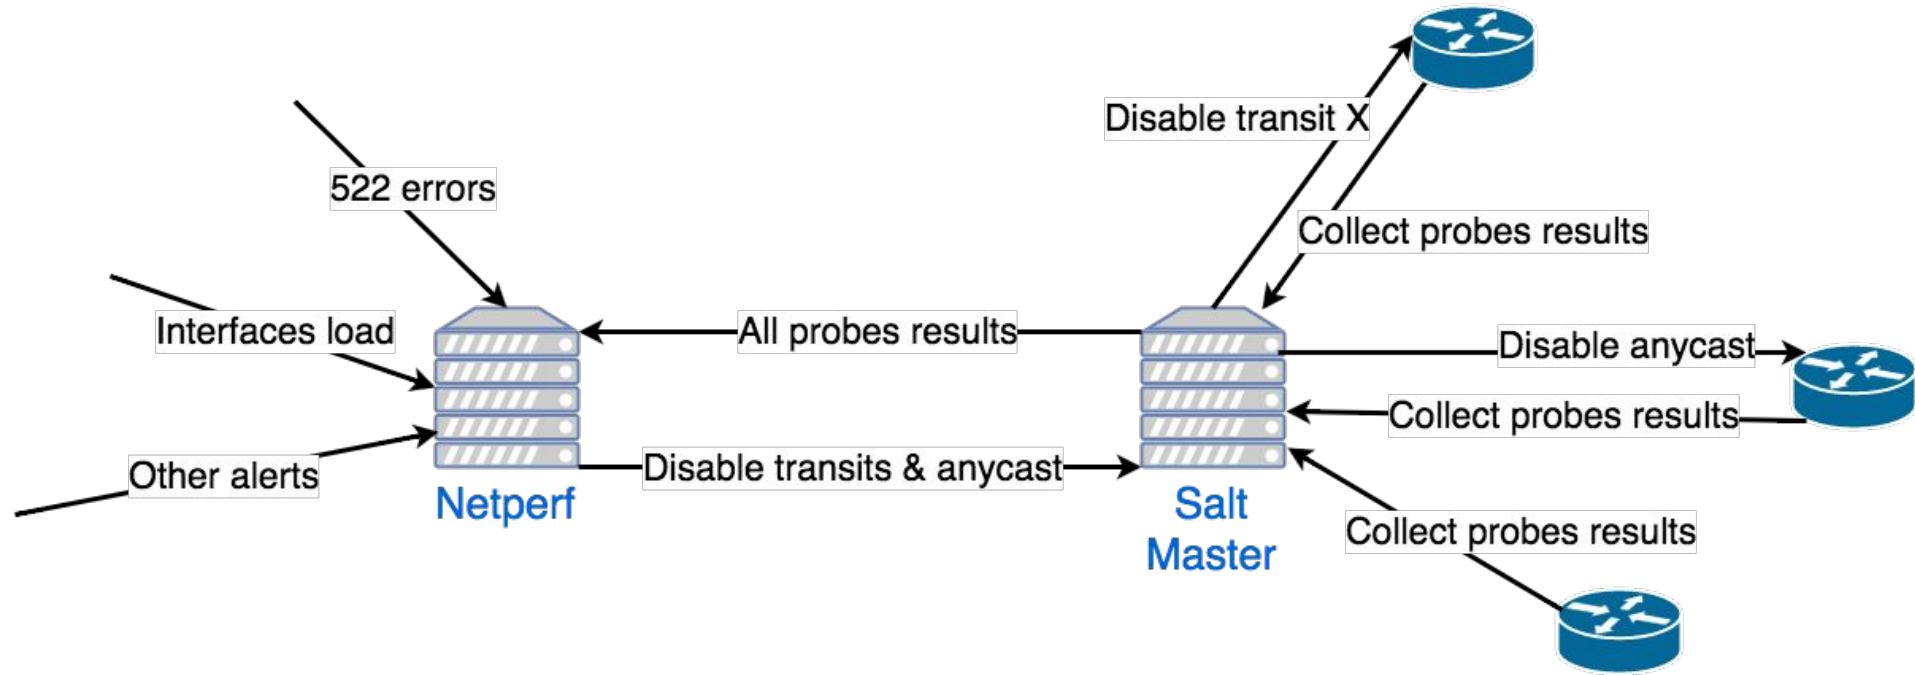 Disable transit X
522 errors
Collect probes results
Interfaces load
All probes results
Disable anycast
Collect probes results
Other alerts
Disable transits & anycast
Netperf
Salt
Master
Collect probes results